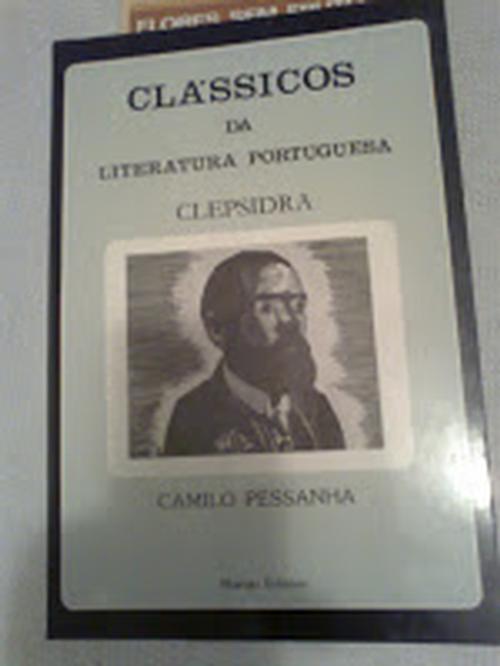 FLORES SEM
CLÁSSICOS
DA
LITERATURA PORTUGUESA
CLEPSIDRA
CAMILO PESSANHA